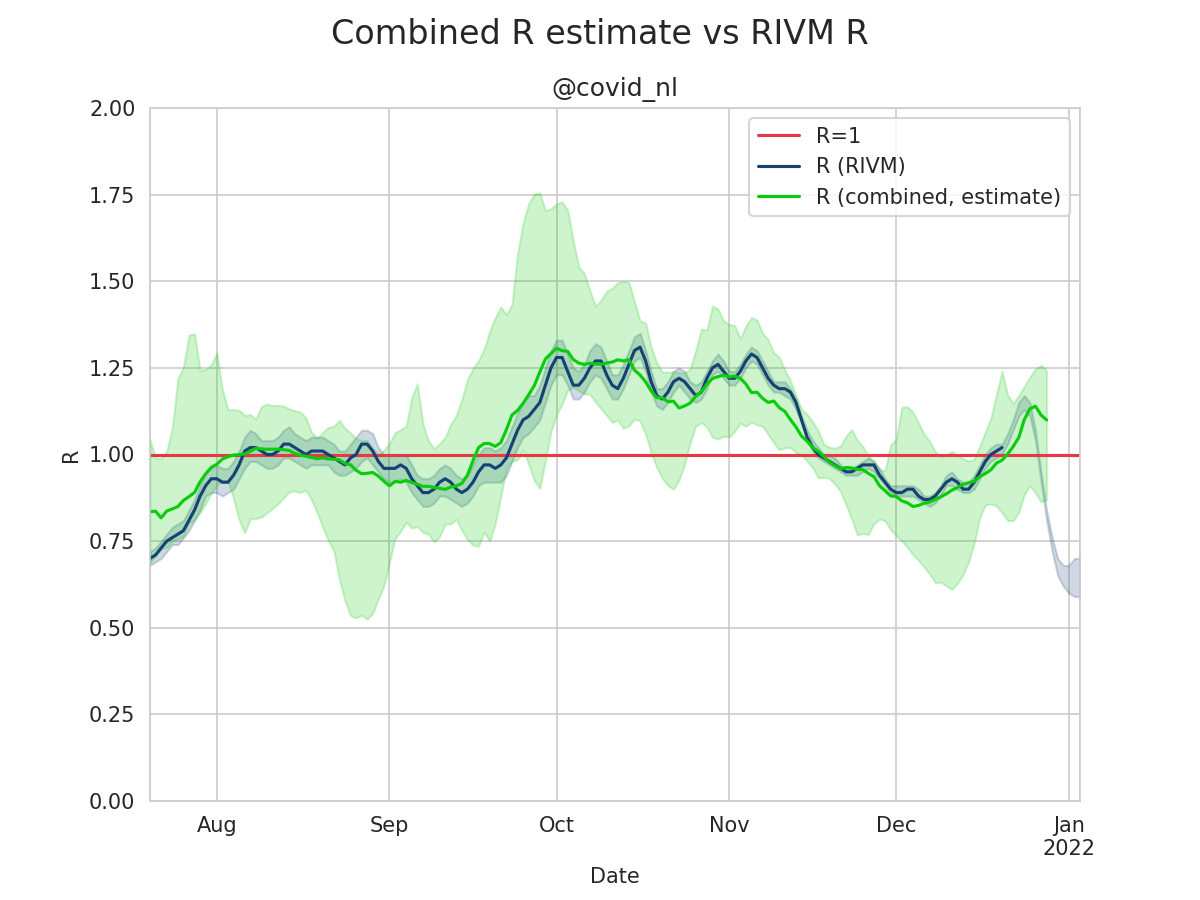 Combined R estimate vs RIVM R
@covid_nl
2.00
1.75
1.50
1.25
1.00
0.75
0.50
0.25
0.00
R
R=1
R (RIVM)
R (combined, estimate)
Aug Sep Oct Nov Dec Jan
2022
Date